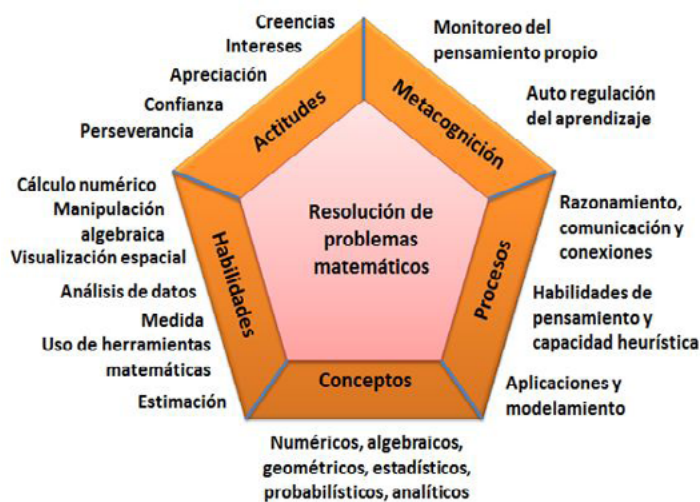 Creencias
Intereses
Apreciación
Confianza
Perseverancia
Actitudes
Monitoreo del
pensamiento propio
Auto regulación
del aprendizaje
Metacognición
Cálculo numérico
Manipulación
algebraica
Visualización espacial
Análisis de datos
Medida
Uso de herramientas
matemáticas
Estimación
Habilidades
Resolución de
problemas
matemáticos
Procesos
Razonamiento,
comunicación y
conexiones
Habilidades de
pensamiento y
capacidad heurística
Aplicaciones y
modelamiento
Conceptos
Numéricos, algebraicos,
geométricos, estadísticos,
probabilísticos, analíticos